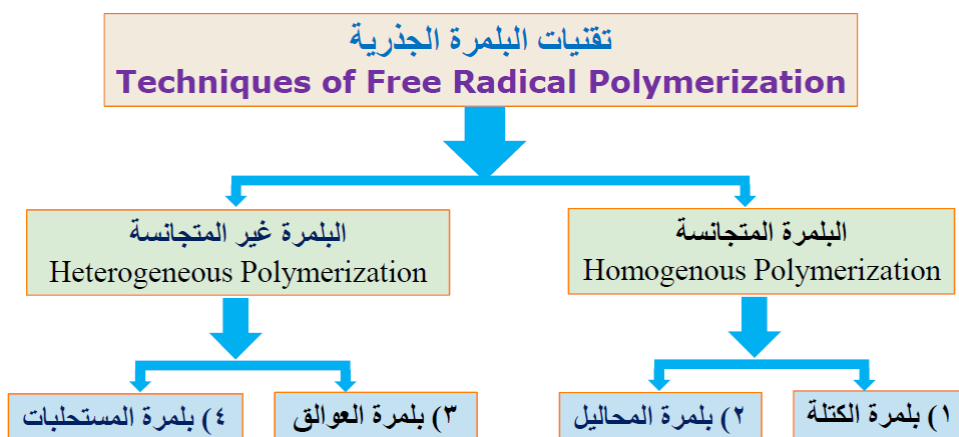 تقنيات البلمرة الجذرية
Techniques of Free Radical Polymerization
البلمرة المتجانسة
Homogenous Polymerization
البلمرة غير المتجانسة
Heterogeneous Polymerization
١) بلمرة الكتلة
٢) بلمرة المحاليل
٣) بلمرة العوالق
٤) بلمرة المستحلبات